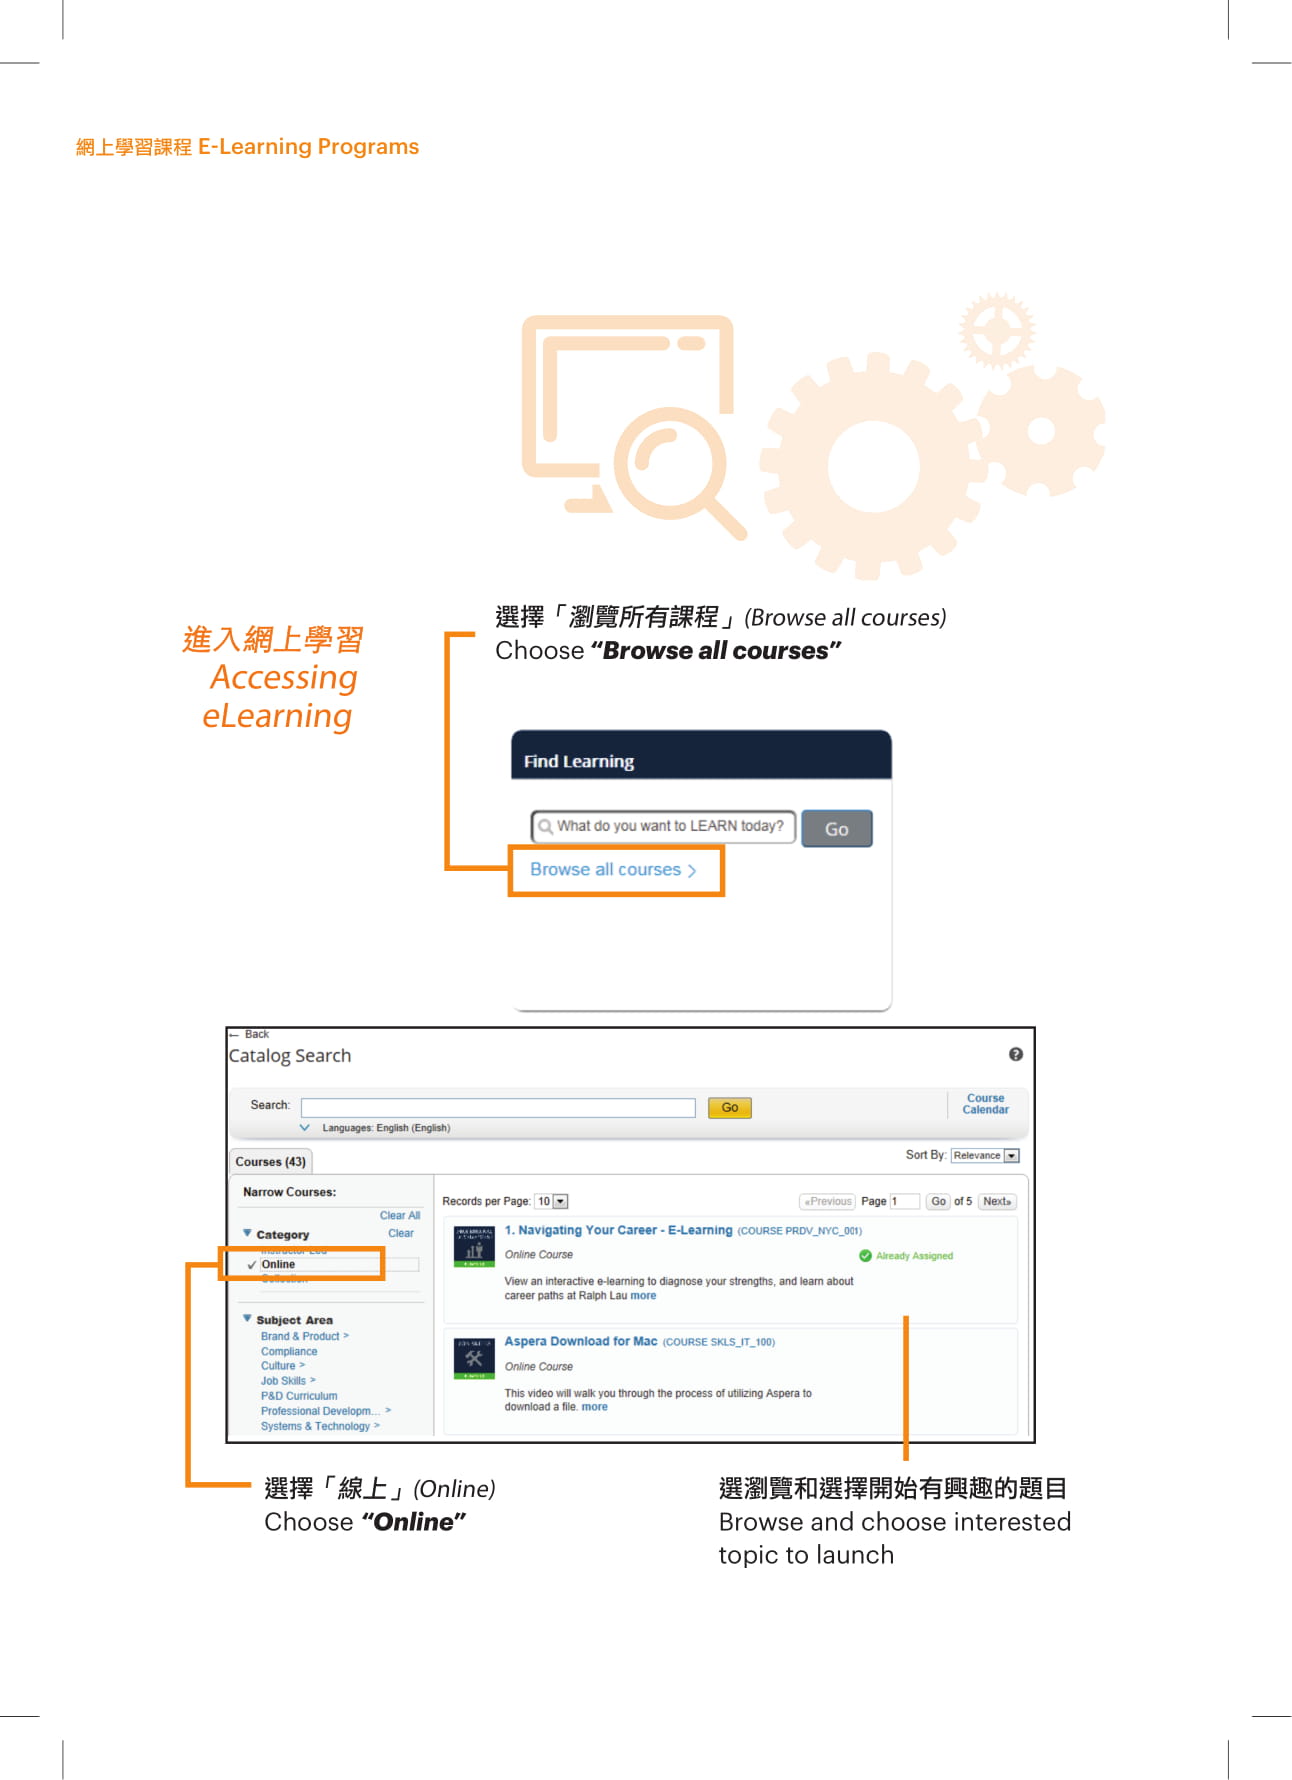 網上學習課程 E-Learning Programs
進入網上學習
Accessing
eLearning
選擇「瀏覽所有課程」(Browse all courses)
Choose “Browse all courses”
Find Learning
What do you want to LEARN today?
Go
Browse all courses >
← Back
Catalog Search
Search:
Go
Course
Calendar
Languages: English (English)
Courses (43)
Sort By: Relevance
Narrow Courses:
Clear All
Category
Clear
Online
Subject Area
Brand & Product >
Compliance
Culture >
Job Skills >
P&D Curriculum
Professional Developm... >
Systems & Technology >
Records per Page: 10
«Previous Page 1 Go of 5 Next»
1. Navigating Your Career - E-Learning (COURSE PRDV_NYC_001)
Online Course
Already Assigned
View an interactive e-learning to diagnose your strengths, and learn about
career paths at Ralph Lau more
Aspera Download for Mac (COURSE SKLS_IT_100)
Online Course
This video will walk you through the process of utilizing Aspera to
download a file. more
選擇「線上」(Online)
Choose “Online”
選瀏覽和選擇開始有興趣的題目
Browse and choose interested
topic to launch